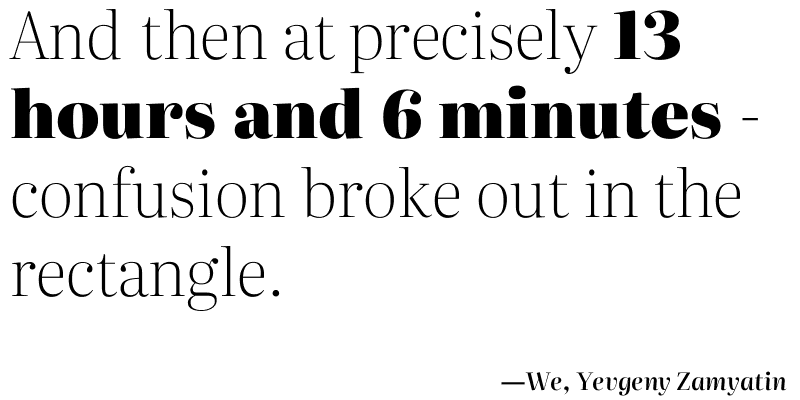 And then at precisely 13
hours and 6 minutes -
confusion broke out in the
rectangle.
—We, Yevgeny Zamyatin